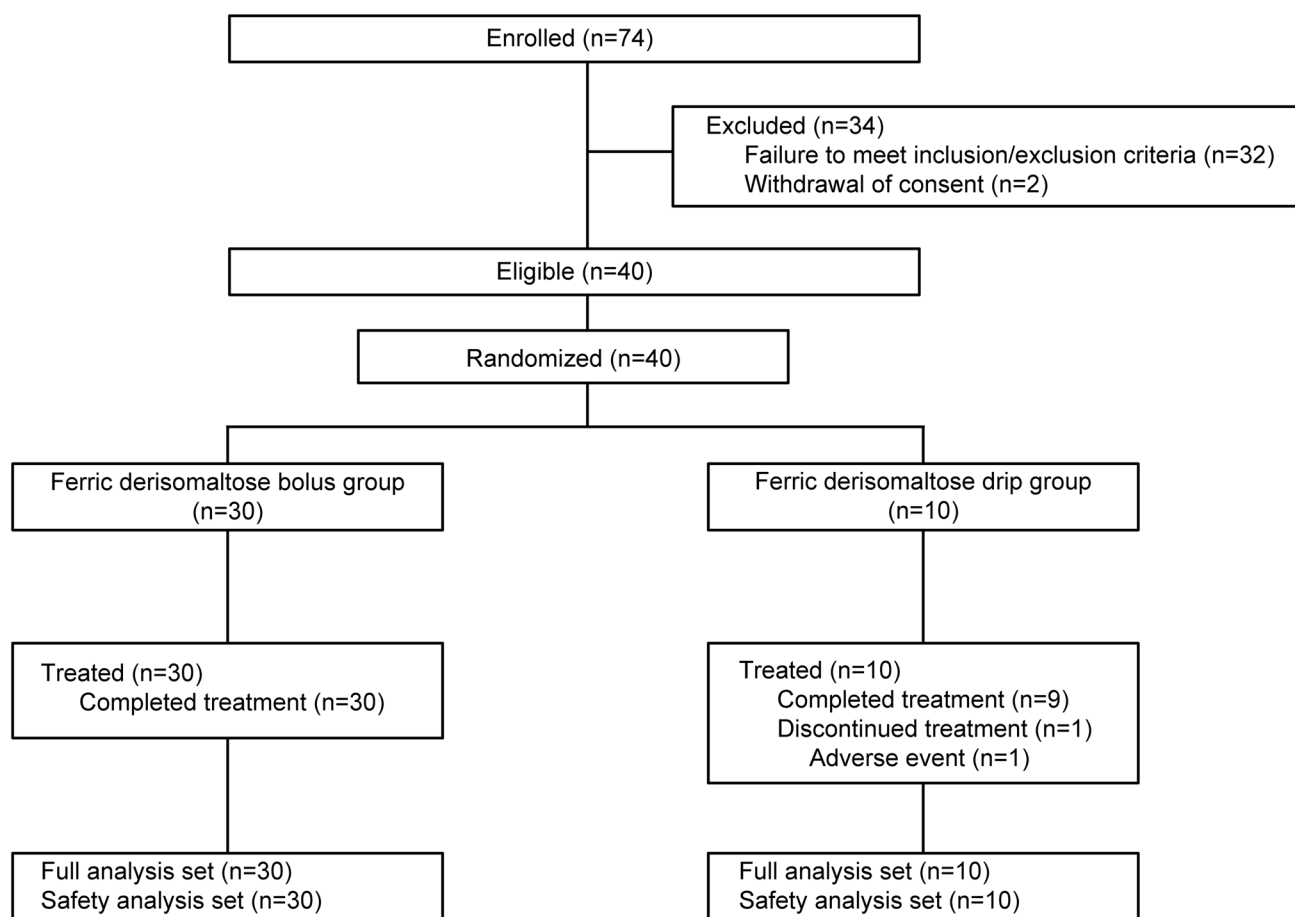 Enrolled (n=74)
Excluded (n=34)
Failure to meet inclusion/exclusion criteria (n=32)
Withdrawal of consent (n=2)
Eligible (n=40)
Randomized (n=40)
Ferric derisomaltose bolus group
(n=30)
Ferric derisomaltose drip group
(n=10)
Treated (n=30)
Completed treatment (n=30)
Treated (n=10)
Completed treatment (n=9)
Discontinued treatment (n=1)
Adverse event (n=1)
Full analysis set (n=30)
Safety analysis set (n=30)
Full analysis set (n=10)
Safety analysis set (n=10)